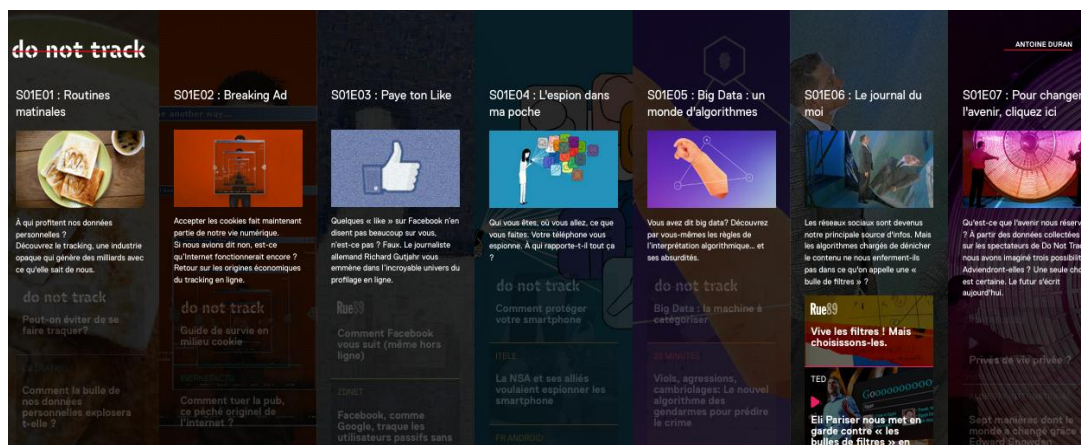 do not track
ANTOINE DURAN
S01E01 : Routines
matinales
À qui profitent nos données
personnelles ?
Découvrez le tracking, une industrie
opaque qui génère des milliards avec
ce qu'elle sait de nous.
do not track
Peut-on éviter de se
faire traquer?
Comment la bulle de
nos données
personnelles explosera
t-elle ?
S01E02 : Breaking Ad
Accepter les cookies fait maintenant
partie de notre vie numérique.
Si nous avions dit non, est-ce
qu'Internet fonctionnerait encore ?
Retour sur les origines économiques
du tracking en ligne.
do not track
Guide de survie en
milieu cookie
Comment tuer la pub,
ce péché originel de
l'internet ?
S01E03 : Paye ton Like
Quelques « like » sur Facebook n'en
disent pas beaucoup sur vous,
n'est-ce pas ? Faux. Le journaliste
allemand Richard Gutjahr vous
emmène dans l'incroyable univers du
profilage en ligne.
Rue89
Comment Facebook
vous suit (même hors
ligne)
ZDNET
Facebook, comme
Google, traque les
utilisateurs passifs sans
S01E04 : L'espion dans
ma poche
Qui vous êtes, où vous allez, ce que
vous faites. Votre téléphone vous
espionne. À qui rapporte-t-il tout ça
?
do not track
Comment protéger
votre smartphone
ITELE
La NSA et ses alliés
voulaient espionner les
smartphone
FRANDROID
S01E05 : Big Data : un
monde d'algorithmes
Vous avez dit big data? Découvrez
par vous-mêmes les règles de
l'interprétation algorithmique... et
ses absurdités.
do not track
Big Data : la machine à
catégoriser
20 MINUTES
Viols, agressions,
cambriolages: Le nouvel
algorithme des
gendarmes pour prédire
le crime
S01E06 : Le journal du
moi
Les réseaux sociaux sont devenus
notre principale source d'infos. Mais
les algorithmes chargés de dénicher
le contenu ne nous enferment-ils
pas dans ce qu'on appelle une «
bulle de filtres » ?
Rue89
Vive les filtres ! Mais
choisissons-les.
TED
Eli Pariser nous met en
garde contre « les
bulles de filtres » en
S01E07 : Pour changer
l'avenir, cliquez ici
Qu'est-ce que l'avenir nous réserv
? À partir des données collectées
sur les spectateurs de Do Not Trac
nous avons imaginé trois possibilit
Adviendront-elles ? Une seule cho
est certaine. Le futur s'écrit
aujourd'hui.
Privés de vie privée ?
Sept manières dont le
monde a changé grâce
Edward Snowden